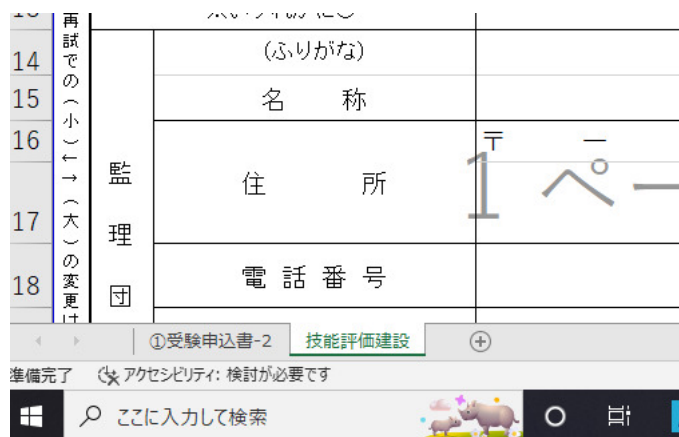 再試での(小)←→(大)の変更は
14
(ふりがな)
15
名 称
16
〒 ー
監理団
住 所
1 ペー
17
電話番号
18
①受験申込書-2 技能評価建設
準備完了 アクセシビリティ: 検討が必要です
ここに入力して検索